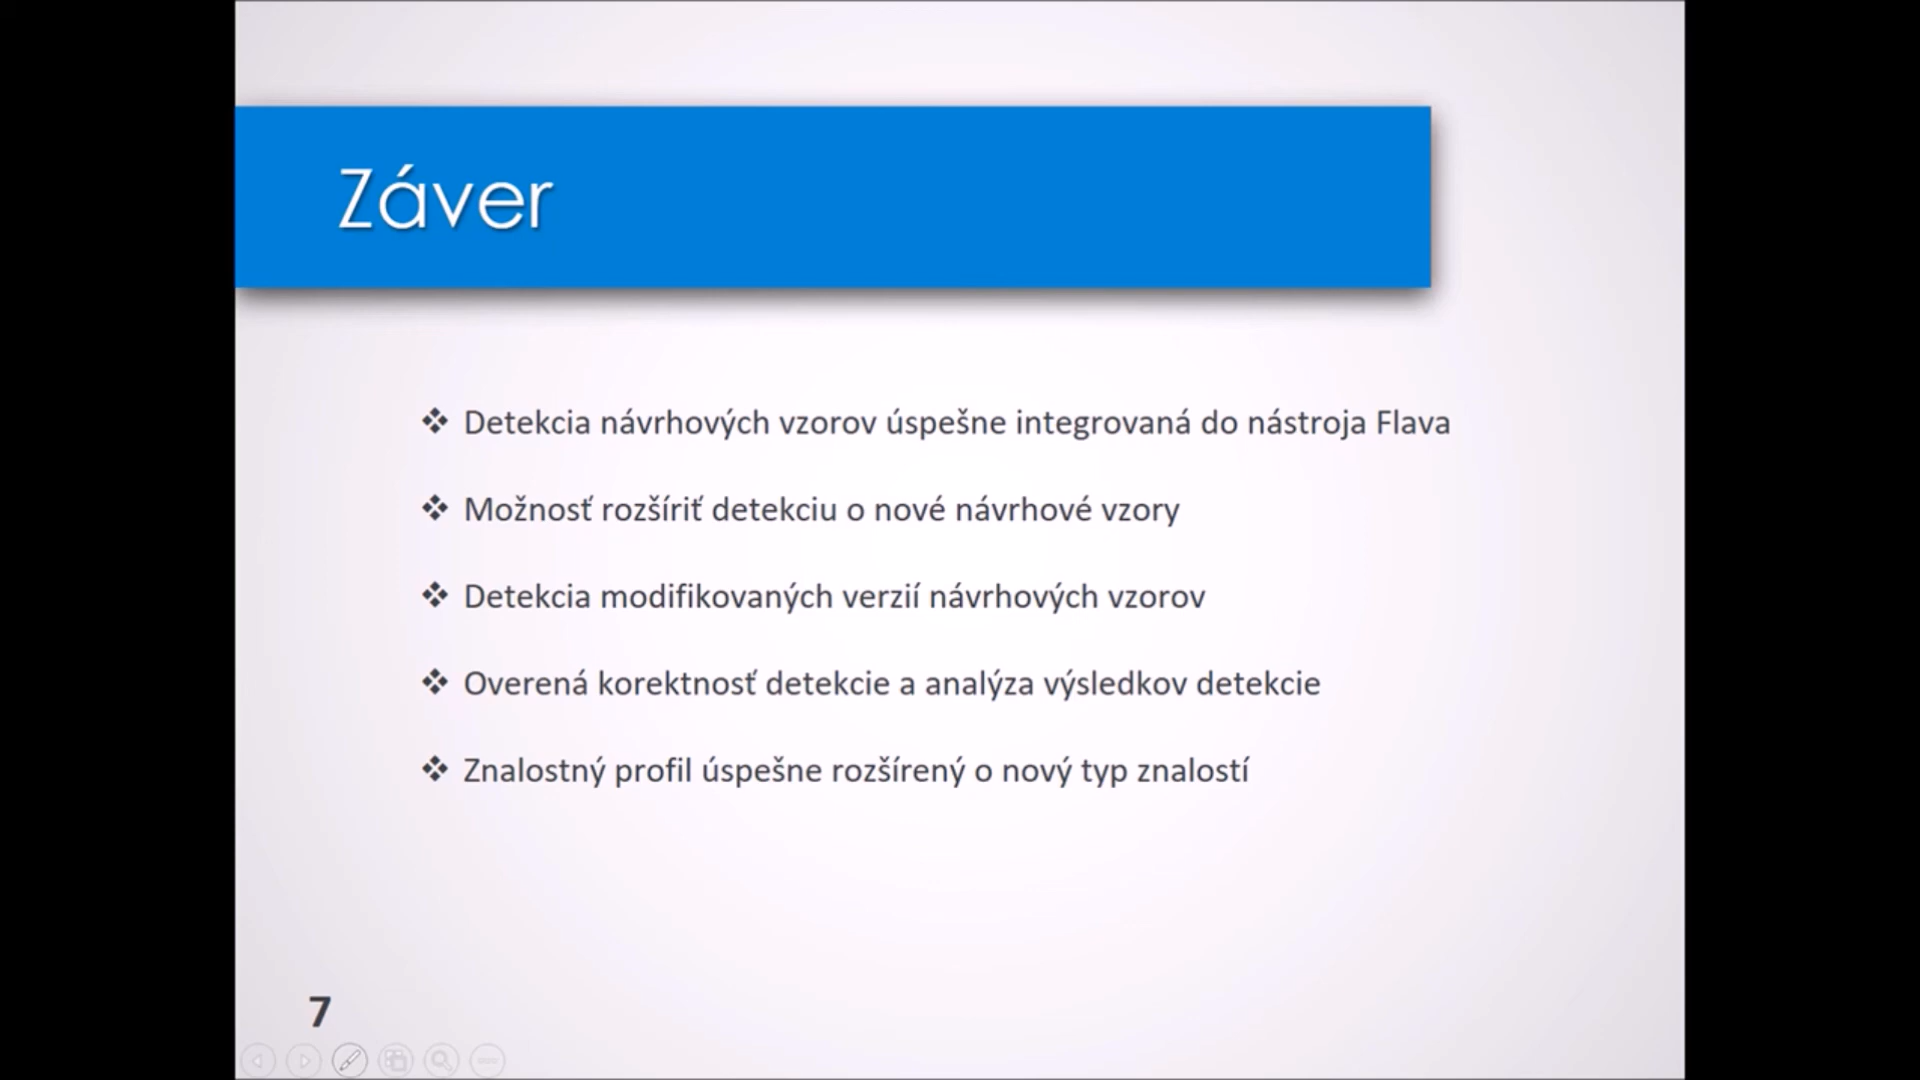 Záver
❖ Detekcia návrhových vzorov úspešne integrovaná do nástroja Flava
❖ Možnosť rozšíriť detekciu o nové návrhové vzory
❖ Detekcia modifikovaných verzií návrhových vzorov
❖ Overená korektnosť detekcie a analýza výsledkov detekcie
❖ Znalostný profil úspešne rozšírený o nový typ znalostí
7